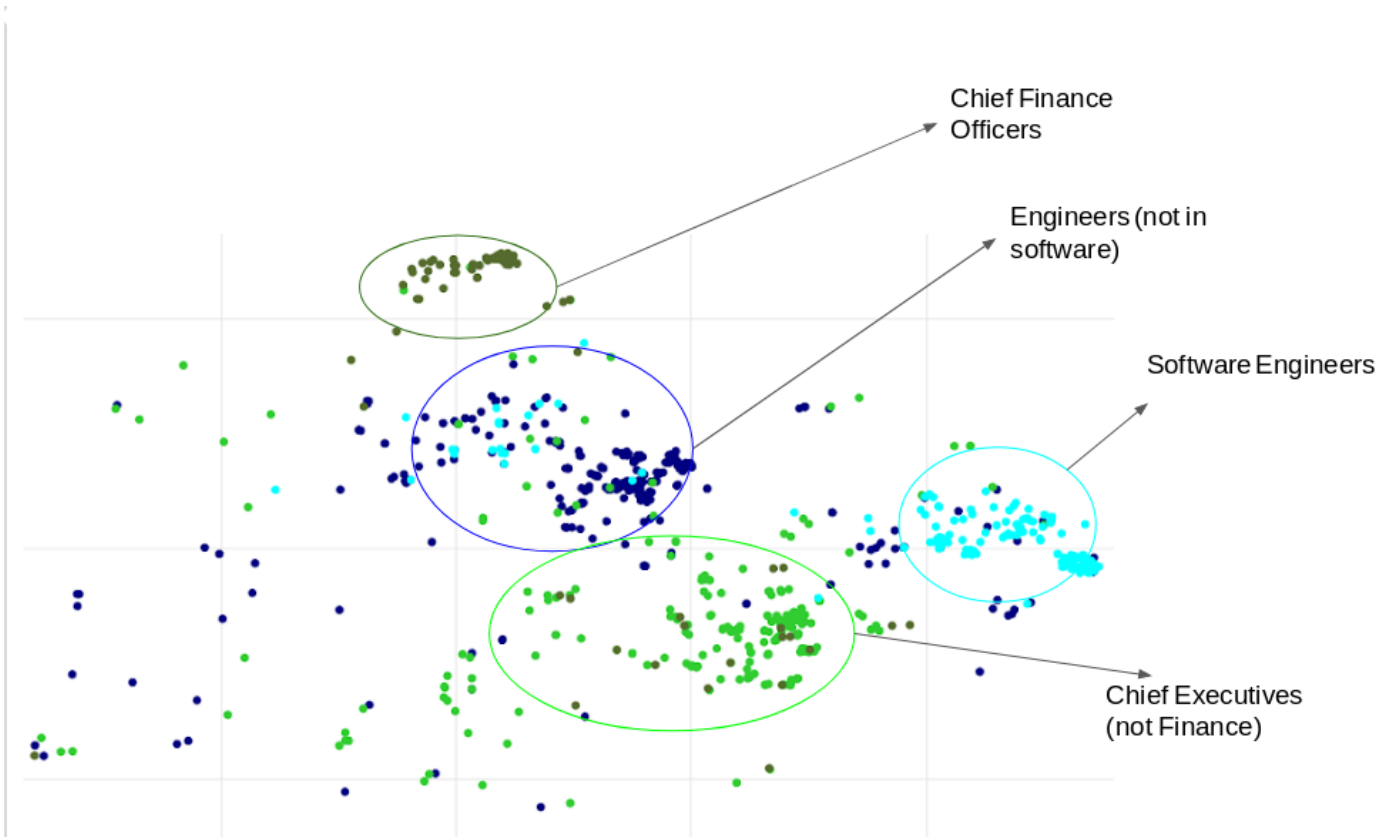 Chief Finance
Officers
Engineers (not in
software)
Software Engineers
Chief Executives
(not Finance)